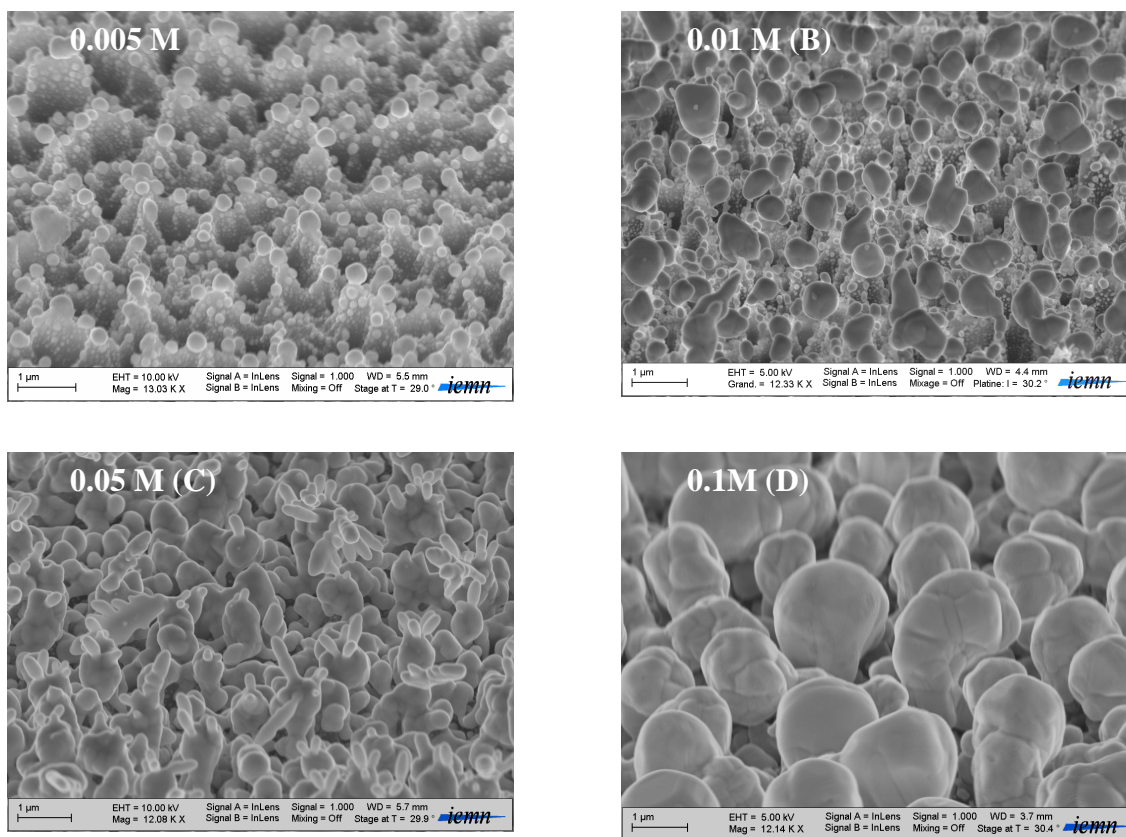 0.005 M
1 µm
EHT = 10.00 kV Signal A = InLens Signal = 1.000 WD = 5.5 mm
Mag = 13.03 K X Signal B = InLens Mixing = Off Stage at T = 29.0 °
iemn
0.01 M (B)
1 µm
EHT = 5.00 kV Signal A = InLens Signal = 1.000 WD = 4.4 mm
Grand. = 12.33 K X Signal B = InLens Mixage = Off Platine: I = 30.2 °
iemn
0.05 M (C)
1 µm
EHT = 10.00 kV Signal A = InLens Signal = 1.000 WD = 5.7 mm
Mag = 12.08 K X Signal B = InLens Mixing = Off Stage at T = 29.9 °
iemn
0.1M (D)
1 µm
EHT = 5.00 kV Signal A = InLens Signal = 1.000 WD = 3.7 mm
Mag = 12.14 K X Signal B = InLens Mixing = Off Stage at T = 30.4 °
iemn